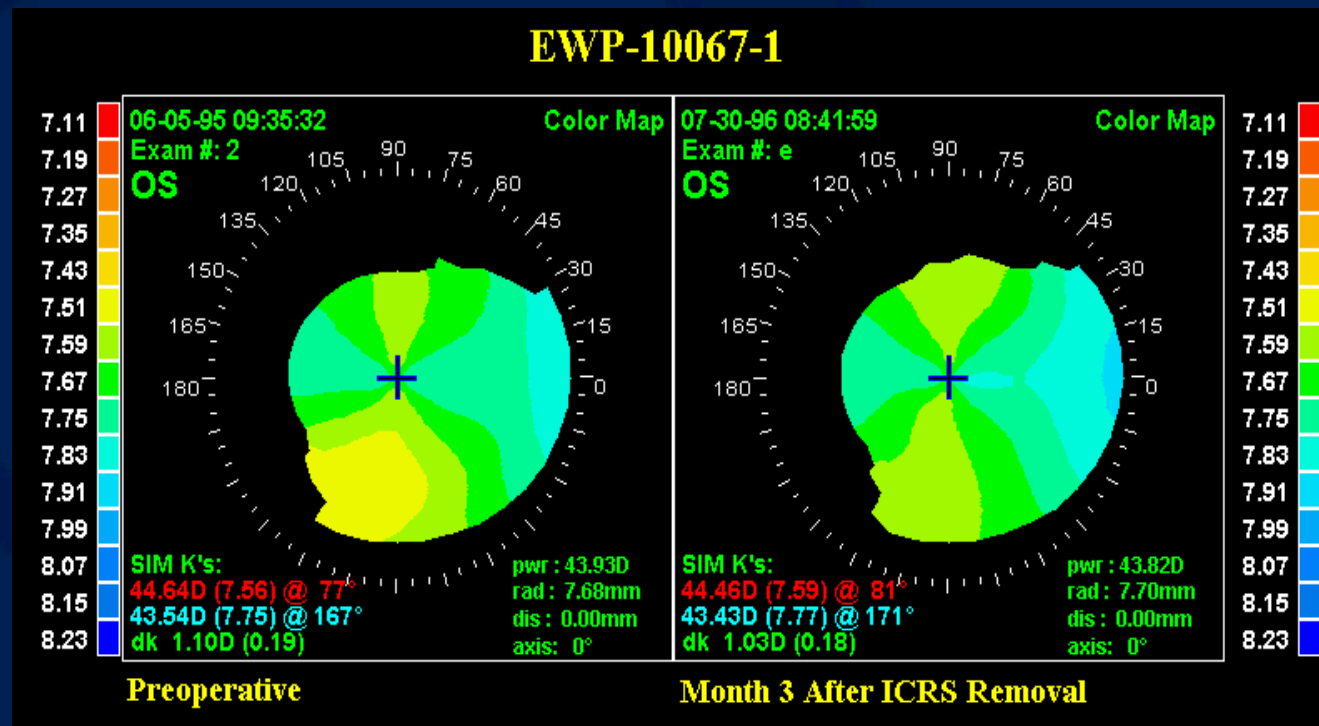 EWP-10067-1
7.11
7.19
7.27
7.35
7.43
7.51
7.59
7.67
7.75
7.83
7.91
7.99
8.07
8.15
8.23
06-05-95 09:35:32 Color Map
Exam #: 2
OS
90
105 75
120 60
135 45
150 30
165 15
180 0
SIM K's:
44.64D (7.56) @ 77°
43.54D (7.75) @ 167°
dk 1.10D (0.19)
pwr : 43.93D
rad : 7.68mm
dis : 0.00mm
axis: 0°
07-30-96 08:41:59 Color Map
Exam #: e
OS
90
105 75
120 60
135 45
150 30
165 15
180 0
SIM K's:
44.46D (7.59) @ 81°
43.43D (7.77) @ 171°
dk 1.03D (0.18)
pwr : 43.82D
rad : 7.70mm
dis : 0.00mm
axis: 0°
7.11
7.19
7.27
7.35
7.43
7.51
7.59
7.67
7.75
7.83
7.91
7.99
8.07
8.15
8.23
Preoperative
Month 3 After ICRS Removal